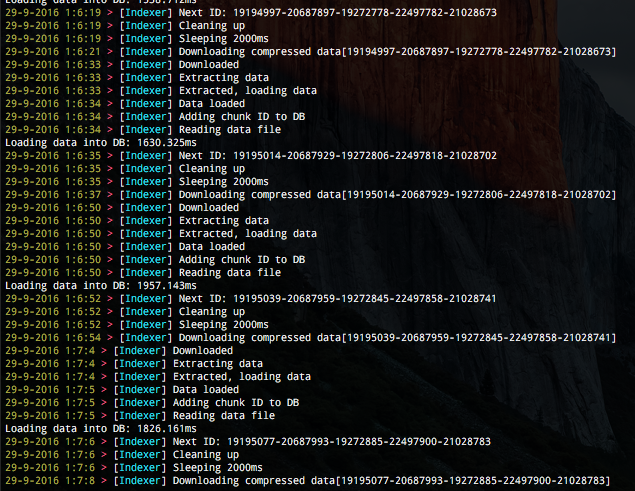 Loading data into DB: 1550.712ms
29-9-2016 1:6:19 > [Indexer] Next ID: 19194997-20687897-19272778-22497782-21028673
29-9-2016 1:6:19 > [Indexer] Cleaning up
29-9-2016 1:6:19 > [Indexer] Sleeping 2000ms
29-9-2016 1:6:21 > [Indexer] Downloading compressed data[19194997-20687897-19272778-22497782-21028673]
29-9-2016 1:6:33 > [Indexer] Downloaded
29-9-2016 1:6:33 > [Indexer] Extracting data
29-9-2016 1:6:33 > [Indexer] Extracted, loading data
29-9-2016 1:6:34 > [Indexer] Data loaded
29-9-2016 1:6:34 > [Indexer] Adding chunk ID to DB
29-9-2016 1:6:34 > [Indexer] Reading data file
Loading data into DB: 1630.325ms
29-9-2016 1:6:35 > [Indexer] Next ID: 19195014-20687929-19272806-22497818-21028702
29-9-2016 1:6:35 > [Indexer] Cleaning up
29-9-2016 1:6:35 > [Indexer] Sleeping 2000ms
29-9-2016 1:6:37 > [Indexer] Downloading compressed data[19195014-20687929-19272806-22497818-21028702]
29-9-2016 1:6:50 > [Indexer] Downloaded
29-9-2016 1:6:50 > [Indexer] Extracting data
29-9-2016 1:6:50 > [Indexer] Extracted, loading data
29-9-2016 1:6:50 > [Indexer] Data loaded
29-9-2016 1:6:50 > [Indexer] Adding chunk ID to DB
29-9-2016 1:6:50 > [Indexer] Reading data file
Loading data into DB: 1957.143ms
29-9-2016 1:6:52 > [Indexer] Next ID: 19195039-20687959-19272845-22497858-21028741
29-9-2016 1:6:52 > [Indexer] Cleaning up
29-9-2016 1:6:52 > [Indexer] Sleeping 2000ms
29-9-2016 1:6:54 > [Indexer] Downloading compressed data[19195039-20687959-19272845-22497858-21028741]
29-9-2016 1:7:4 > [Indexer] Downloaded
29-9-2016 1:7:4 > [Indexer] Extracting data
29-9-2016 1:7:4 > [Indexer] Extracted, loading data
29-9-2016 1:7:5 > [Indexer] Data loaded
29-9-2016 1:7:5 > [Indexer] Adding chunk ID to DB
29-9-2016 1:7:5 > [Indexer] Reading data file
Loading data into DB: 1826.161ms
29-9-2016 1:7:6 > [Indexer] Next ID: 19195077-20687993-19272885-22497900-21028783
29-9-2016 1:7:6 > [Indexer] Cleaning up
29-9-2016 1:7:6 > [Indexer] Sleeping 2000ms
29-9-2016 1:7:8 > [Indexer] Downloading compressed data[19195077-20687993-19272885-22497900-21028783]